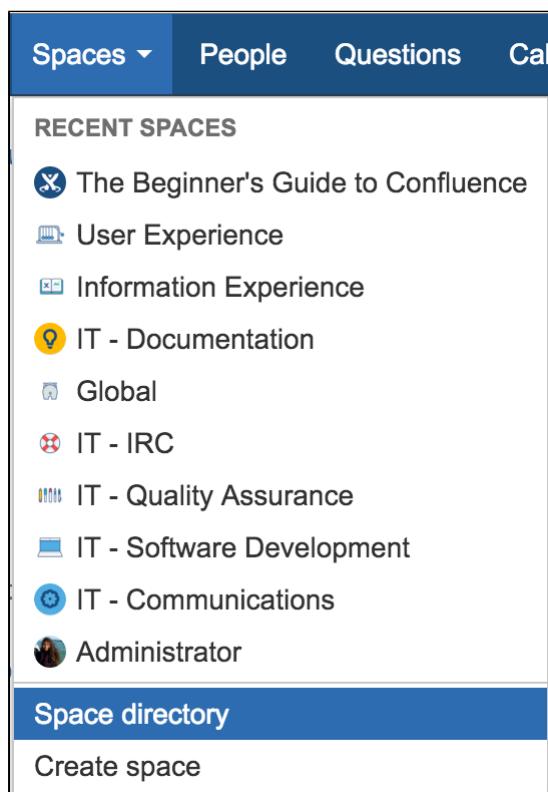 Spaces People Questions
RECENT SPACES
The Beginner's Guide to Confluence
User Experience
Information Experience
IT - Documentation
Global
IT - IRC
IT - Quality Assurance
IT - Software Development
IT - Communications
Administrator
Space directory
Create space